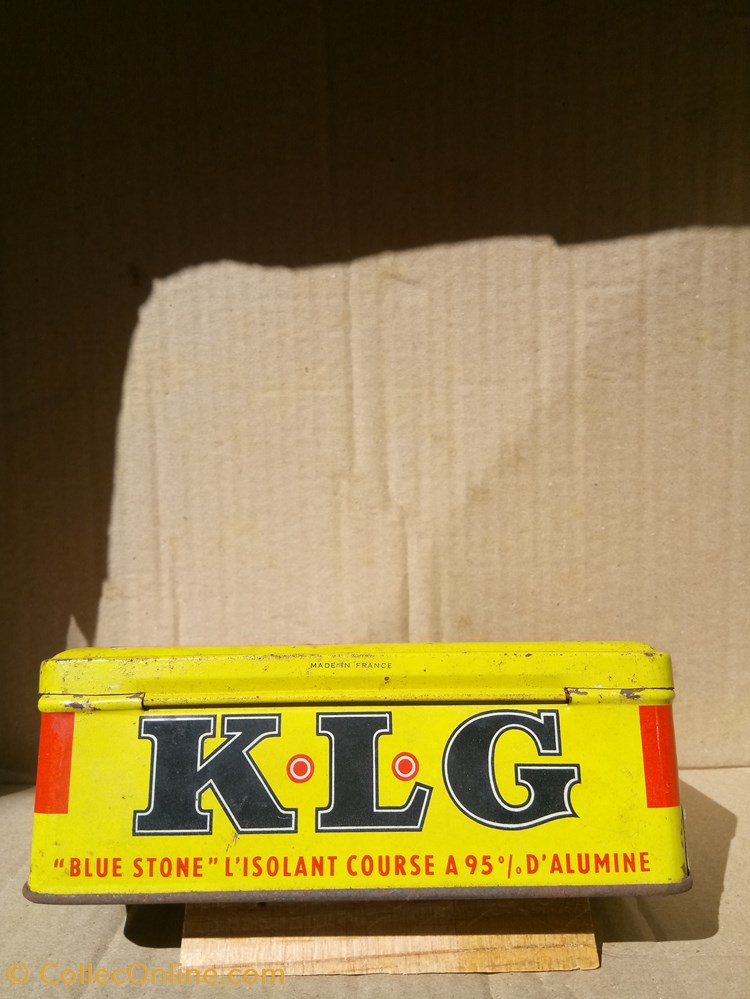 MADE IN FRANCE
K·L·G
"BLUE STONE" L'ISOLANT COURSE A 95% D'ALUMINE
© CollecOnline.com